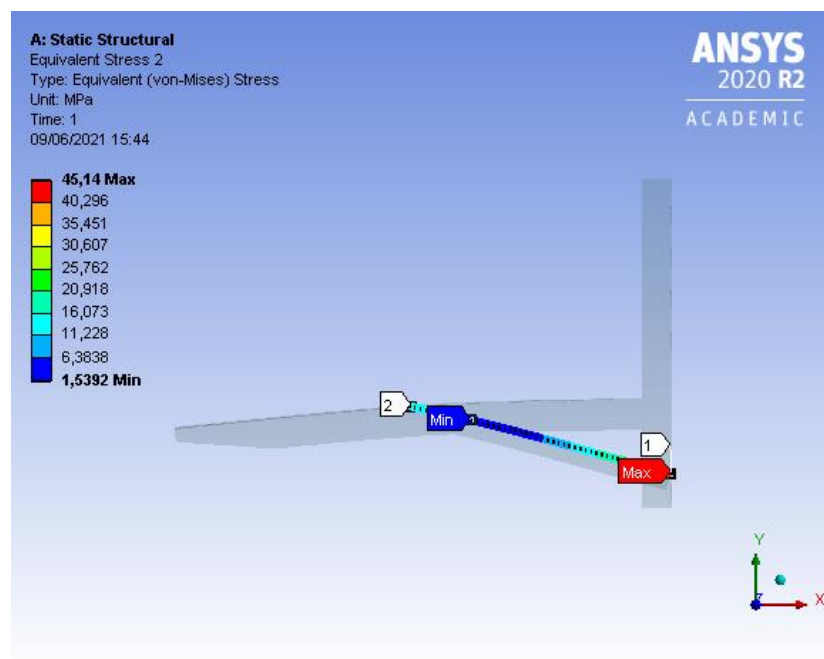 A: Static Structural
Equivalent Stress 2
Type: Equivalent (von-Mises) Stress
Unit: MPa
Time: 1
09/06/2021 15:44
ANSYS
2020 R2
ACADEMIC
45,14 Max
40,296
35,451
30,607
25,762
20,918
16,073
11,228
6,3838
1,5392 Min
2
Min
1
1
Max
Y
Z
X